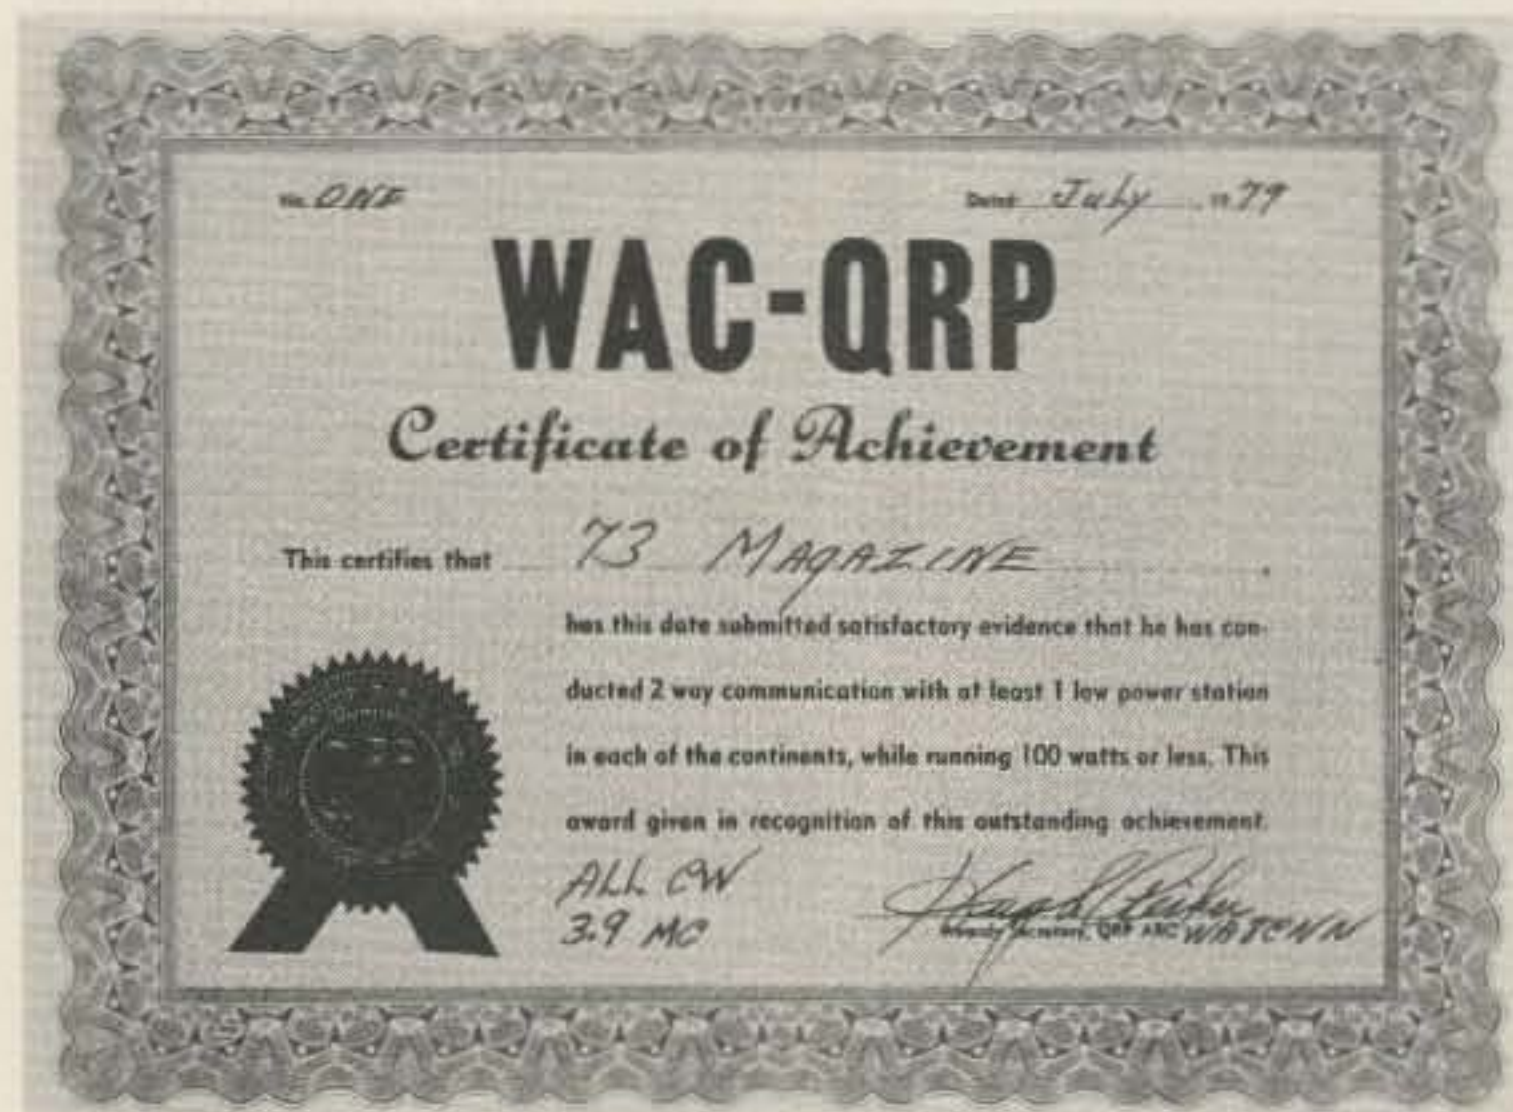 No. ONE Dated July 1979
WAC-QRP
Certificate of Achievement
This certifies that 73 MAGAZINE
has this date submitted satisfactory evidence that he has con-
ducted 2 way communication with at least 1 low power station
in each of the continents, while running 100 watts or less. This
award given in recognition of this outstanding achievement.
ALL CW
3.9 MC
Secretary, QRP ARC